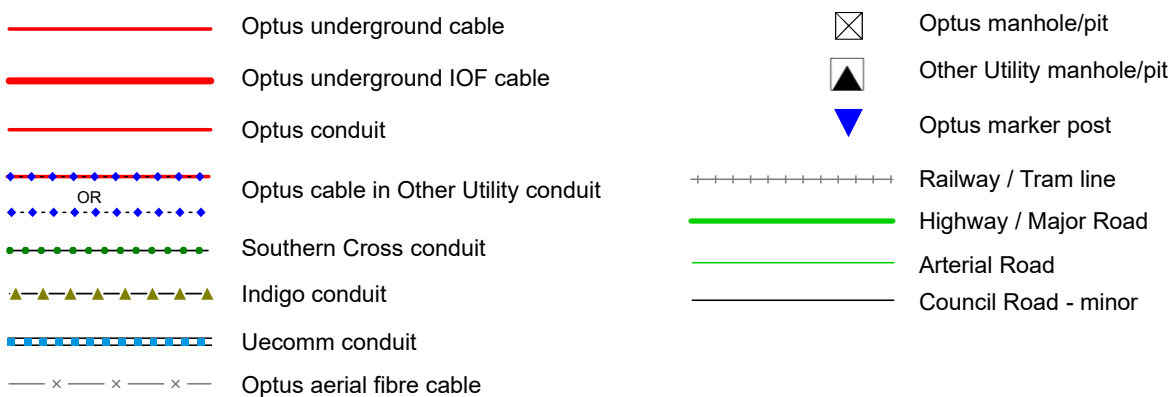 Optus underground cable
Optus underground IOF cable
Optus conduit
OR
Optus cable in Other Utility conduit
Southern Cross conduit
Indigo conduit
Uecomm conduit
Optus aerial fibre cable
Optus manhole/pit
Other Utility manhole/pit
Optus marker post
Railway / Tram line
Highway / Major Road
Arterial Road
Council Road - minor